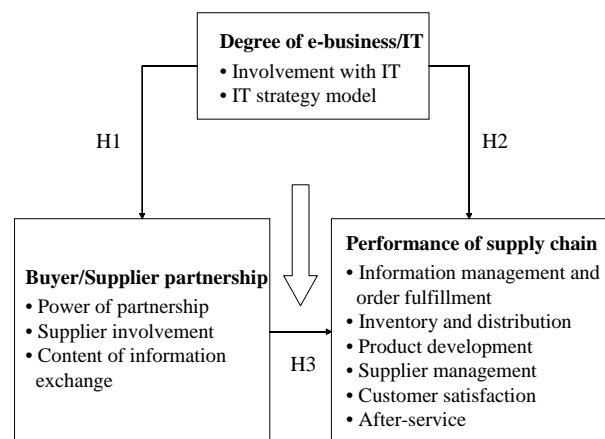 Degree of e-business/IT
• Involvement with IT
• IT strategy model
H1
H2
Buyer/Supplier partnership
• Power of partnership
• Supplier involvement
• Content of information
exchange
H3
Performance of supply chain
• Information management and
order fulfillment
• Inventory and distribution
• Product development
• Supplier management
• Customer satisfaction
• After-service